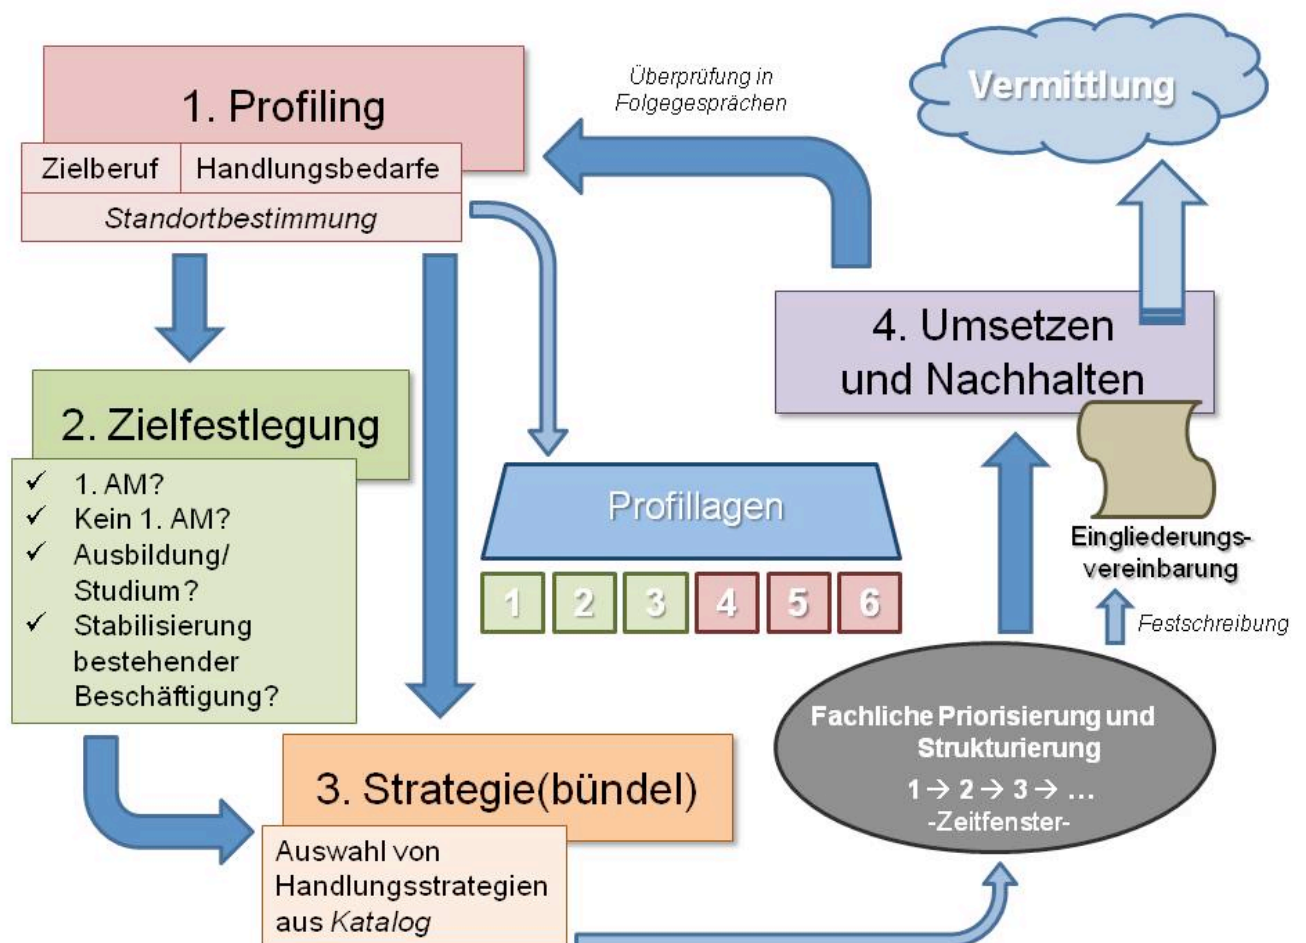 1. Profiling
Zielberuf
Handlungsbedarfe
Standortbestimmung
Überprüfung in
Folgegesprächen
Vermittlung
2. Zielfestlegung
✓ 1. AM?
✓ Kein 1. AM?
✓ Ausbildung/
Studium?
✓ Stabilisierung
bestehender
Beschäftigung?
Profillagen
1 2 3 4 5 6
4. Umsetzen
und Nachhalten
Eingliederungs-
vereinbarung
Festschreibung
Fachliche Priorisierung und
Strukturierung
1 → 2 → 3 → ...
-Zeitfenster-
3. Strategie(bündel)
Auswahl von
Handlungsstrategien
aus Katalog